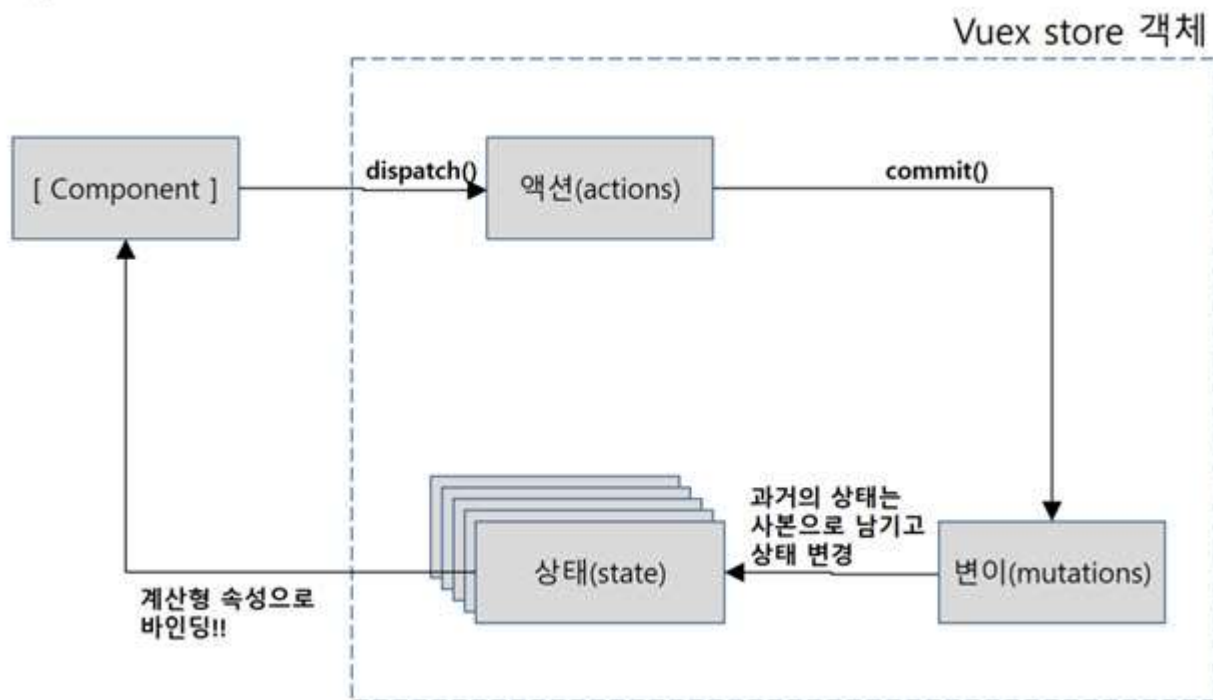 Vuex store 객체
[ Component ]
dispatch()
액션(actions)
commit()
과거의 상태는
사본으로 남기고
상태 변경
상태(state)
변이(mutations)
계산형 속성으로
바인딩!!